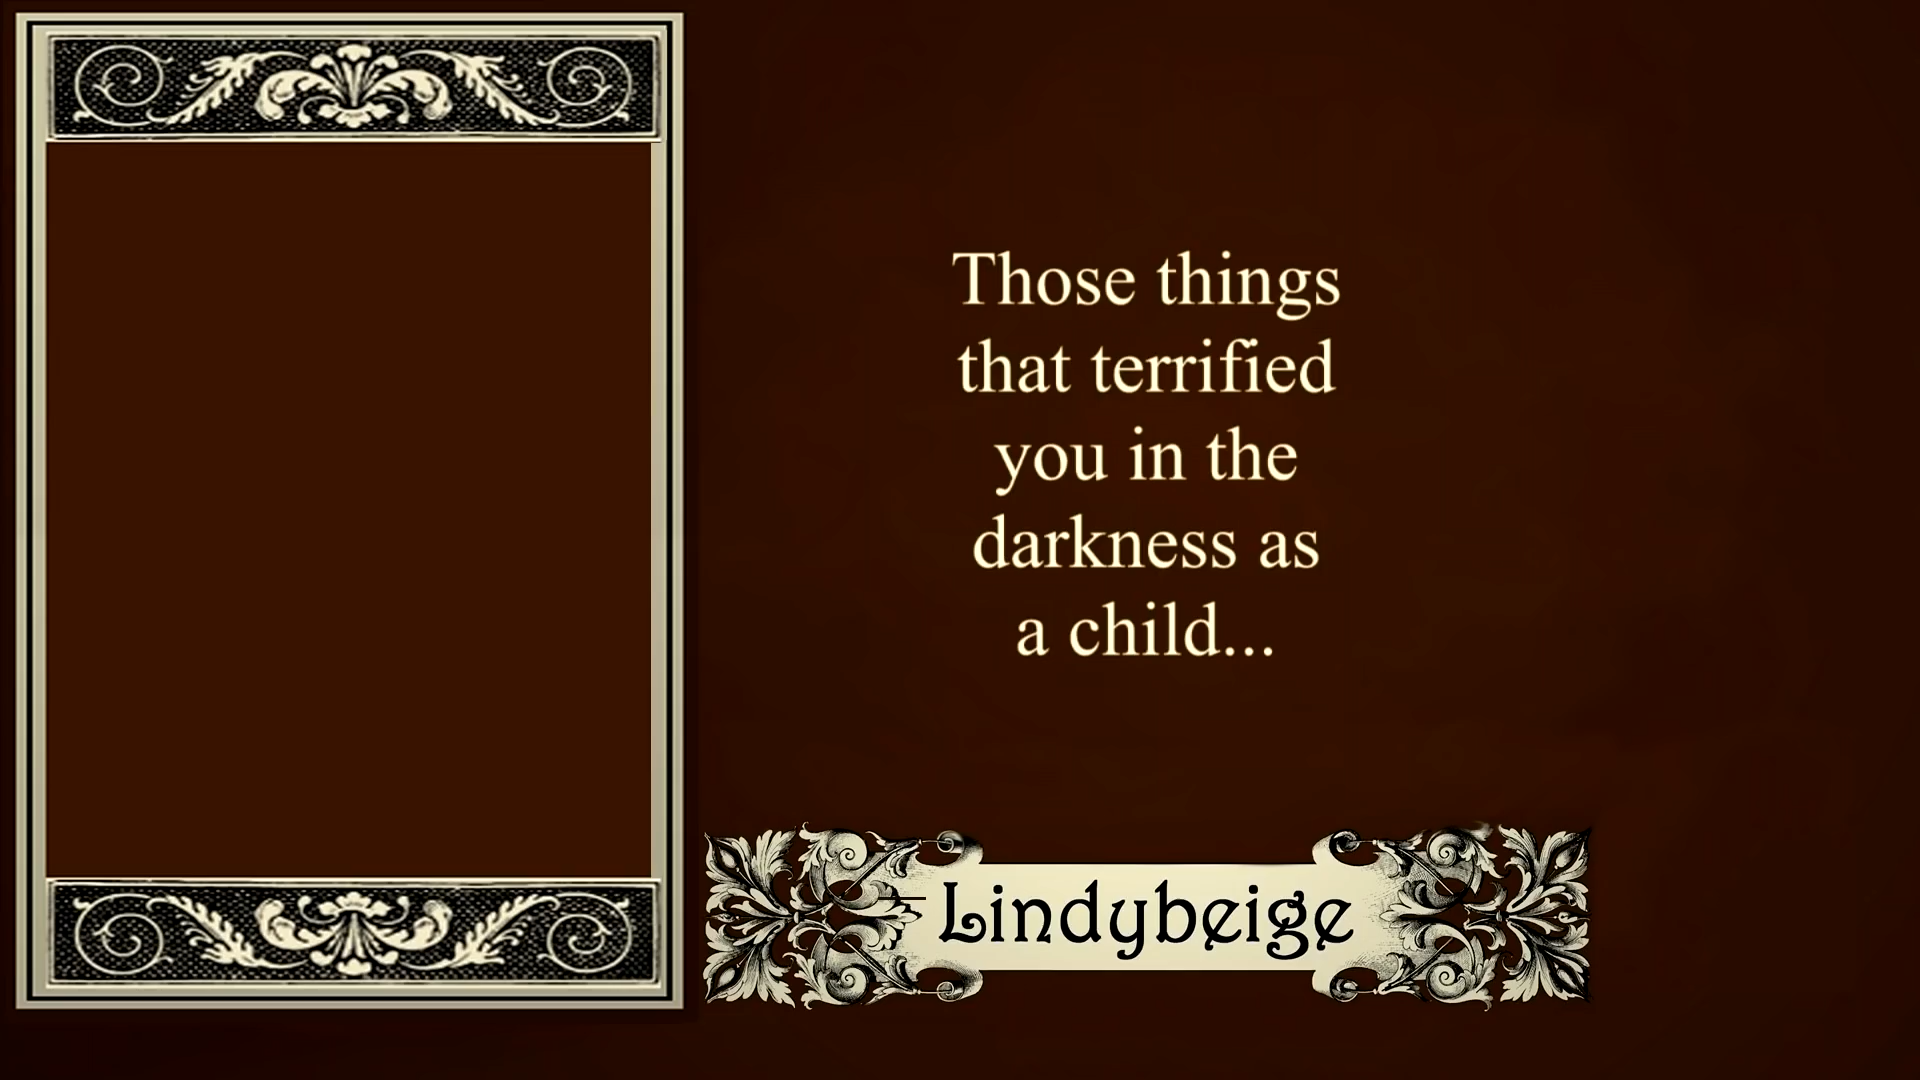 Those things
that terrified
you in the
darkness as
a child...
Lindybeige